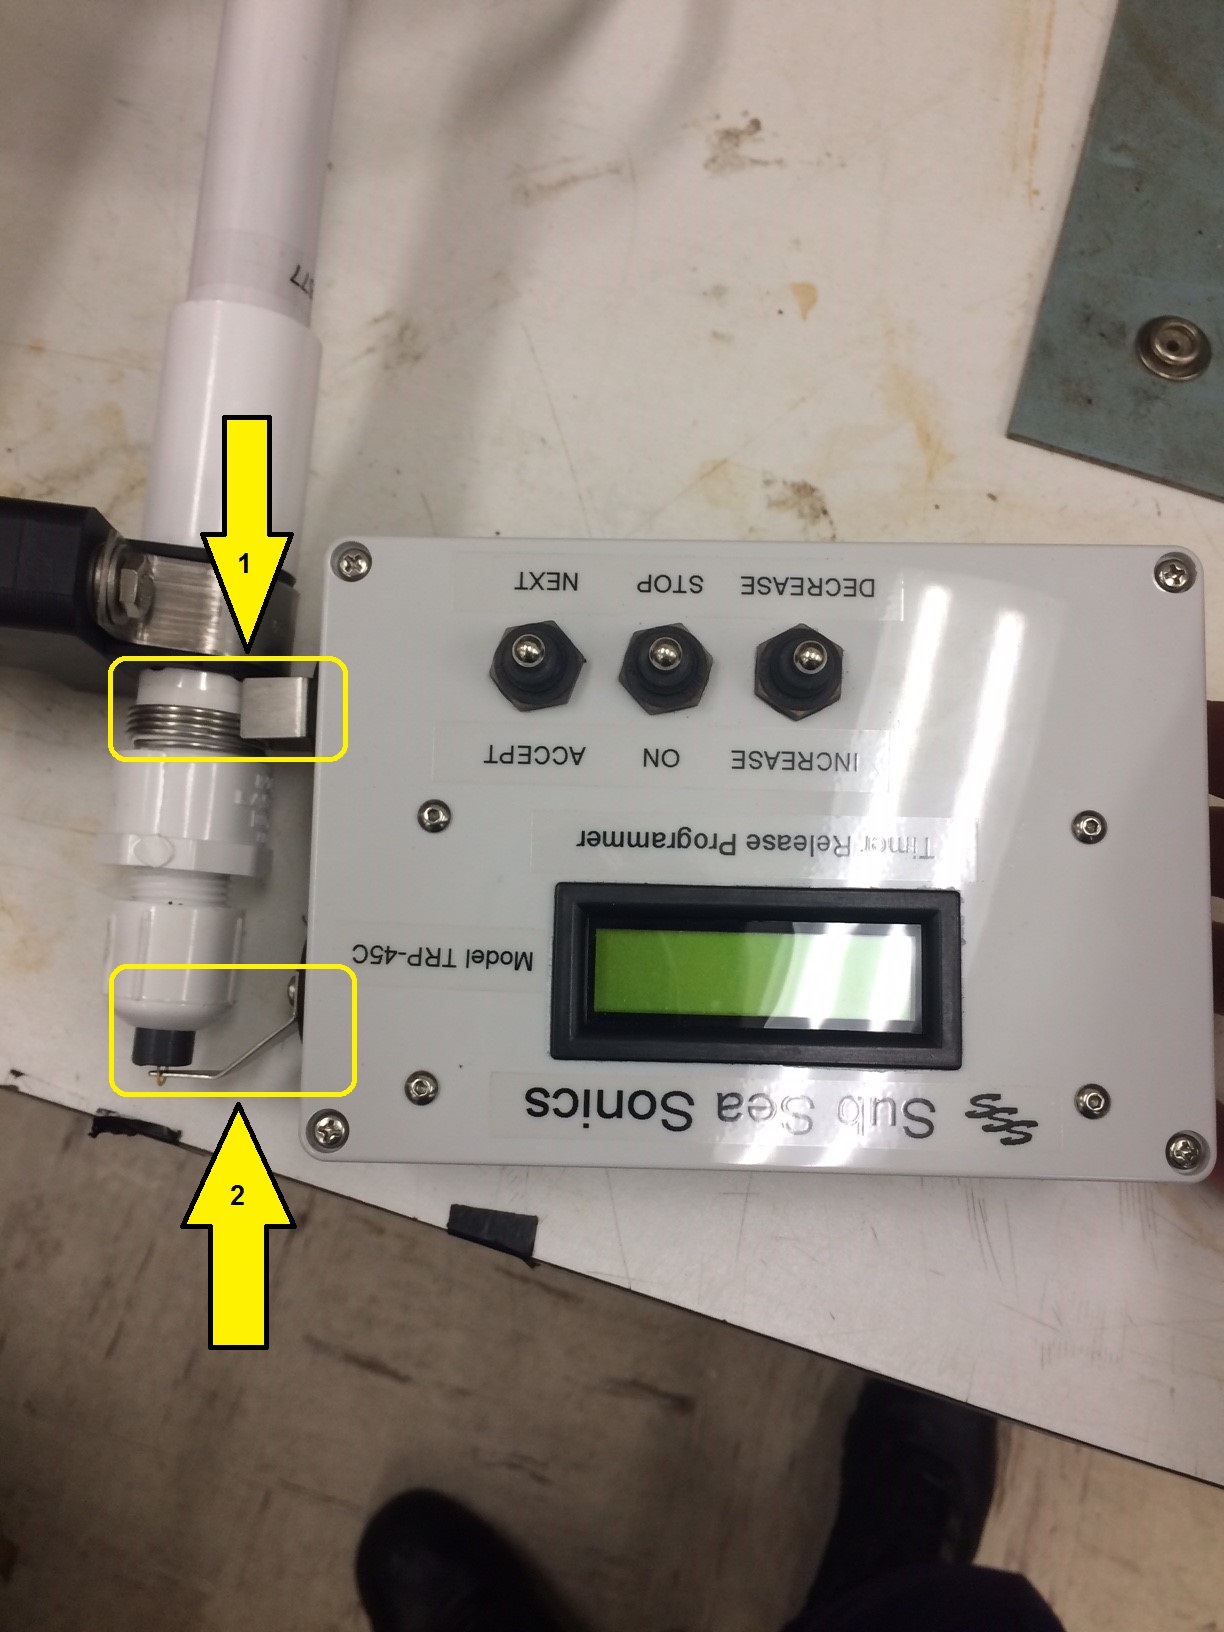 1
2
SSS Sub Sea Sonics
Model TRP-45C
Timer Release Programmer
INCREASE ON ACCEPT
DECREASE STOP NEXT